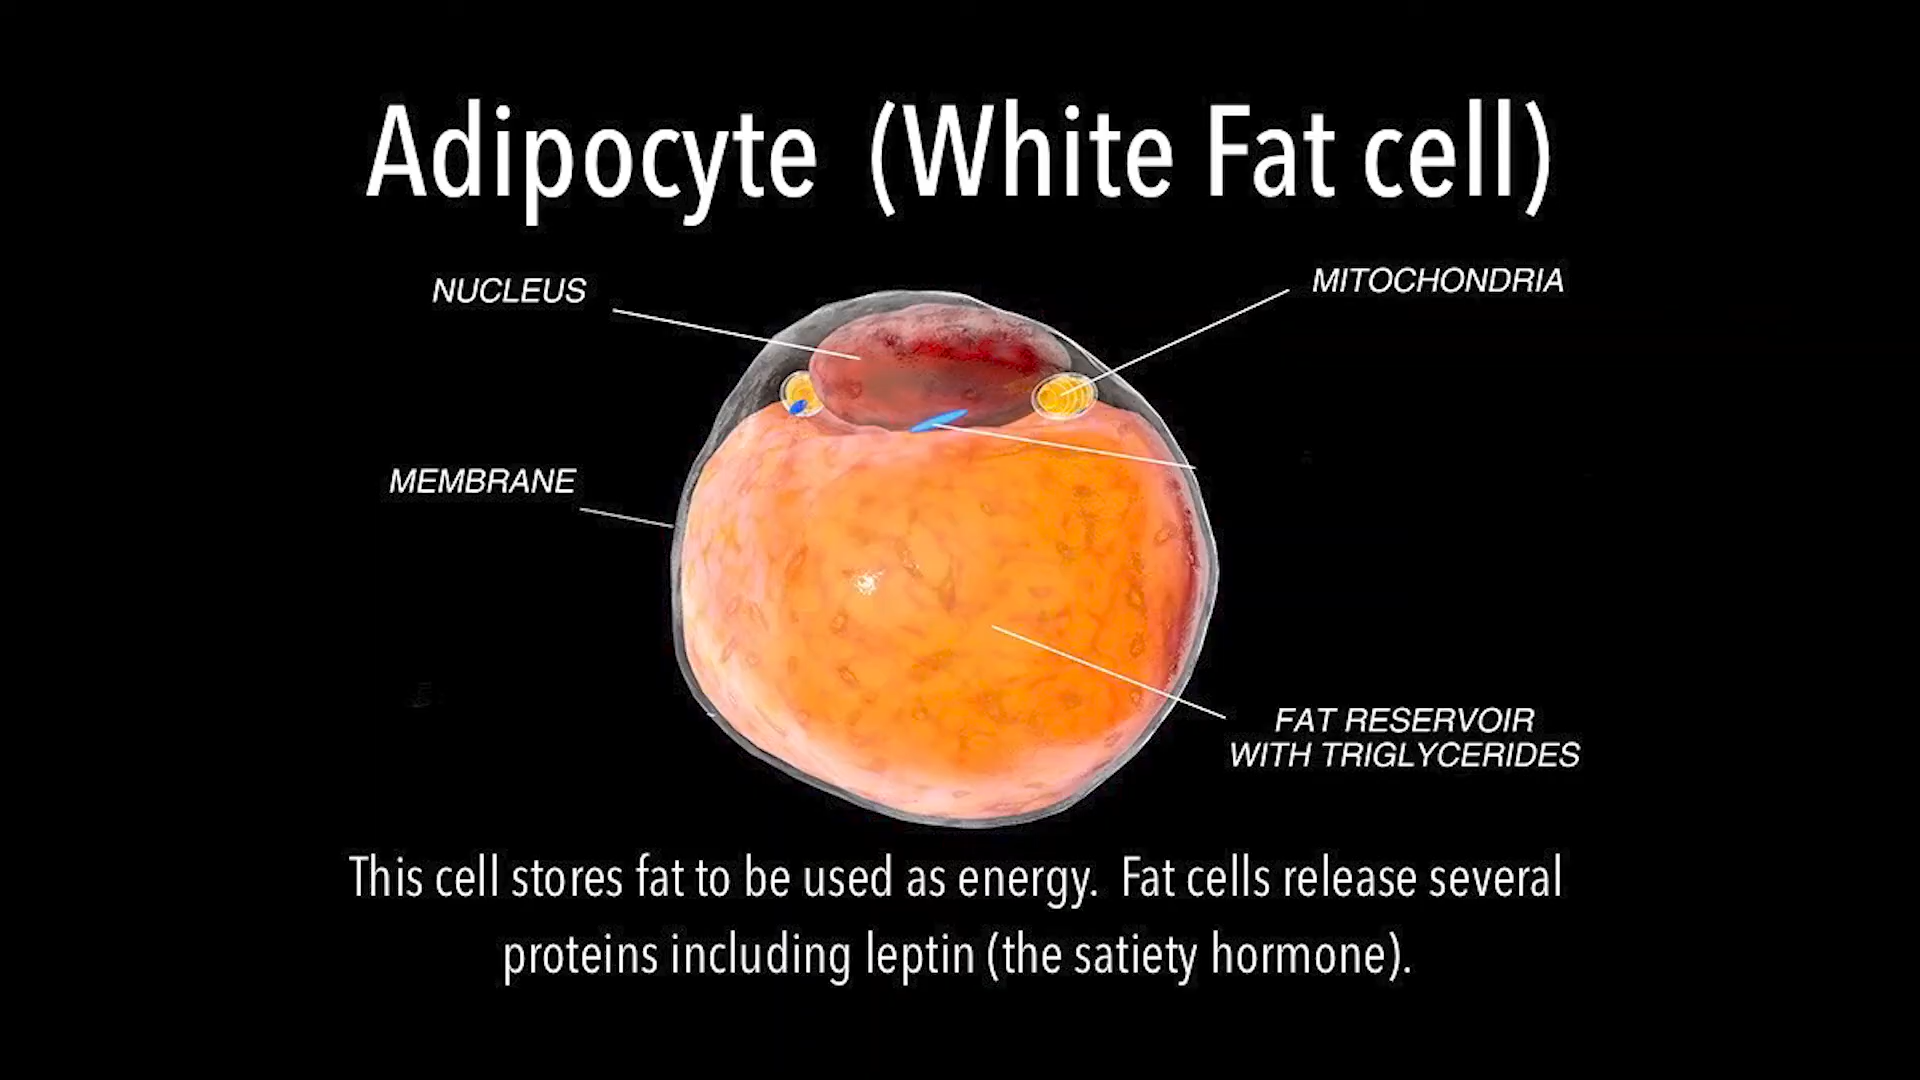 Adipocyte (White Fat cell)
NUCLEUS
MITOCHONDRIA
MEMBRANE
FAT RESERVOIR
WITH TRIGLYCERIDES
This cell stores fat to be used as energy. Fat cells release several
proteins including leptin (the satiety hormone).